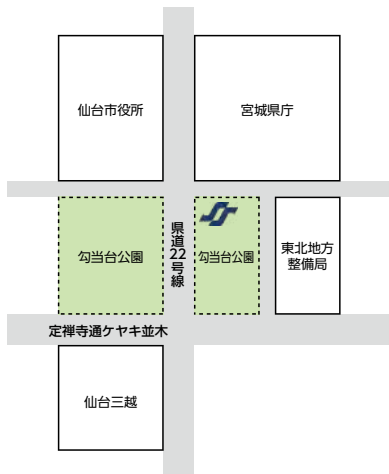 仙台市役所
宮城県庁
県道22号線
勾当台公園
勾当台公園
東北地方
整備局
定禅寺通ケヤキ並木
仙台三越